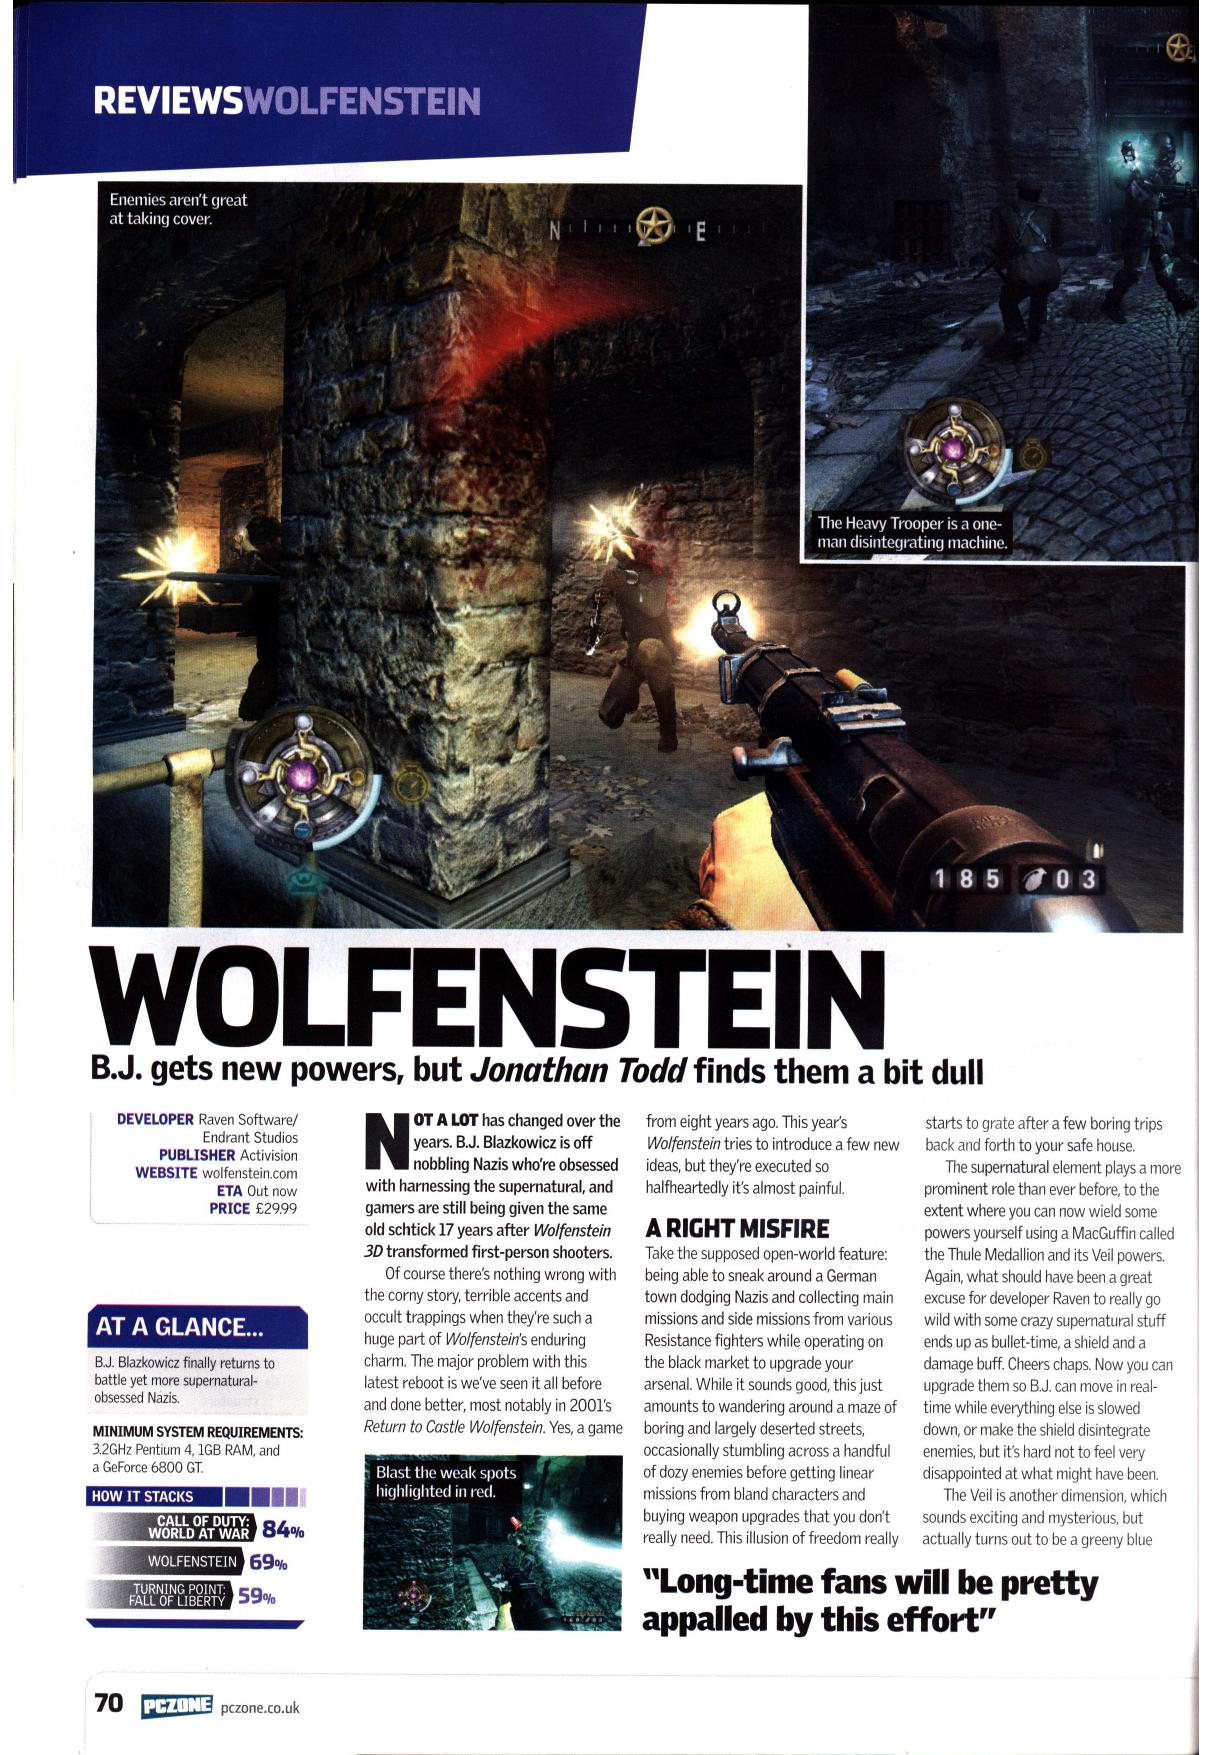 REVIEWSWOLFENSTEIN
Enemies aren't great
at taking cover.
N E
The Heavy Trooper is a one-
man disintegrating machine.
185 03
WOLFENSTEIN
B.J. gets new powers, but Jonathan Todd finds them a bit dull
DEVELOPER Raven Software/
Endrant Studios
PUBLISHER Activision
WEBSITE wolfenstein.com
ETA Out now
PRICE £29.99
AT A GLANCE...
B.J. Blazkowicz finally returns to
battle yet more supernatural-
obsessed Nazis.
MINIMUM SYSTEM REQUIREMENTS:
3.2GHz Pentium 4, 1GB RAM, and
a GeForce 6800 GT.
HOW IT STACKS
CALL OF DUTY:
WORLD AT WAR 84%
WOLFENSTEIN 69%
TURNING POINT:
FALL OF LIBERTY 59%
NOT A LOT has changed over the
years. B.J. Blazkowicz is off
nobbling Nazis who're obsessed
with harnessing the supernatural, and
gamers are still being given the same
old schtick 17 years after Wolfenstein
3D transformed first-person shooters.
Of course there's nothing wrong with
the corny story, terrible accents and
occult trappings when they're such a
huge part of Wolfenstein's enduring
charm. The major problem with this
latest reboot is we've seen it all before
and done better, most notably in 2001's
Return to Castle Wolfenstein. Yes, a game
Blast the weak spots
highlighted in red.
from eight years ago. This year's
Wolfenstein tries to introduce a few new
ideas, but they're executed so
halfheartedly it's almost painful.
A RIGHT MISFIRE
Take the supposed open-world feature:
being able to sneak around a German
town dodging Nazis and collecting main
missions and side missions from various
Resistance fighters while operating on
the black market to upgrade your
arsenal. While it sounds good, this just
amounts to wandering around a maze of
boring and largely deserted streets,
occasionally stumbling across a handful
of dozy enemies before getting linear
missions from bland characters and
buying weapon upgrades that you don't
really need. This illusion of freedom really
starts to grate after a few boring trips
back and forth to your safe house.
The supernatural element plays a more
prominent role than ever before, to the
extent where you can now wield some
powers yourself using a MacGuffin called
the Thule Medallion and its Veil powers.
Again, what should have been a great
excuse for developer Raven to really go
wild with some crazy supernatural stuff
ends up as bullet-time, a shield and a
damage buff. Cheers chaps. Now you can
upgrade them so B.J. can move in real-
time while everything else is slowed
down, or make the shield disintegrate
enemies, but it's hard not to feel very
disappointed at what might have been.
The Veil is another dimension, which
sounds exciting and mysterious, but
actually turns out to be a greeny blue
"Long-time fans will be pretty
appalled by this effort"
70 PCZONE pczone.co.uk